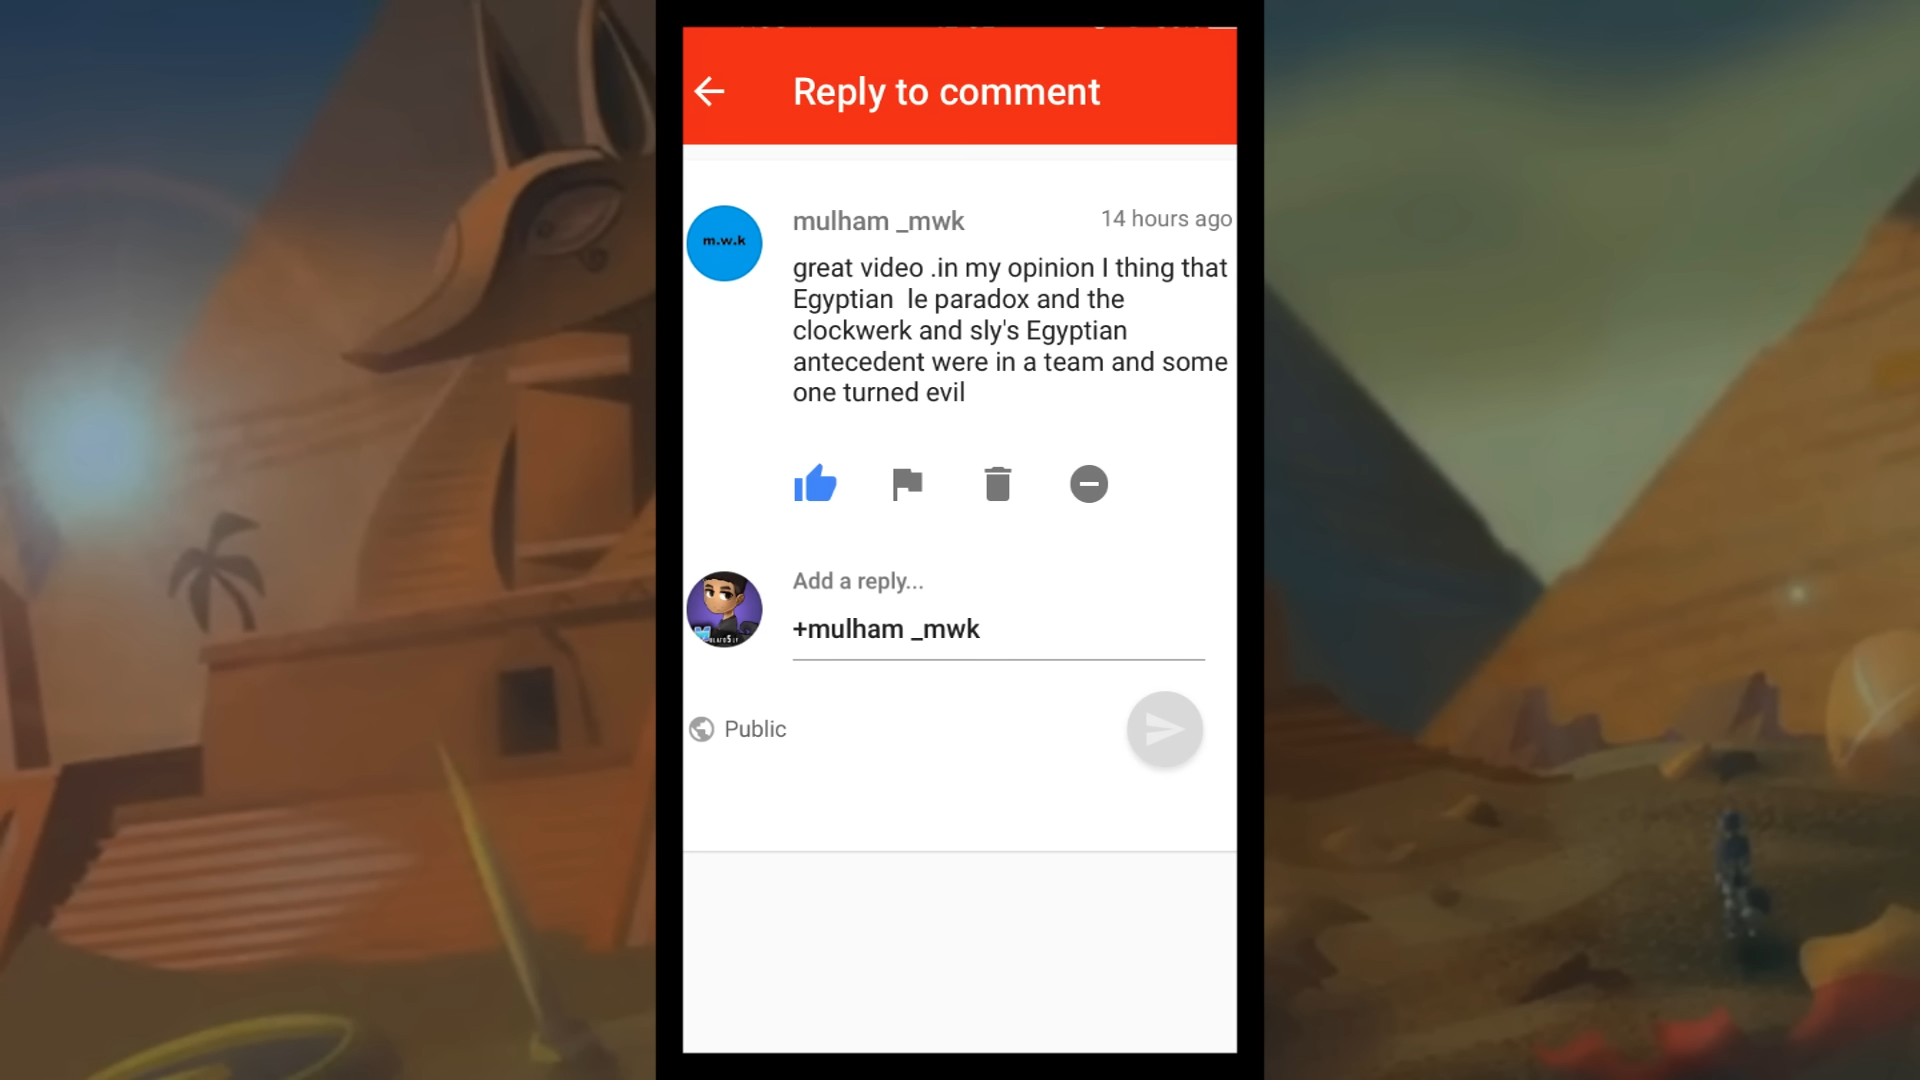 Reply to comment
m.w.k
mulham _mwk
14 hours ago
great video .in my opinion I thing that
Egyptian  le paradox and the
clockwerk and sly's Egyptian
antecedent were in a team and some
one turned evil
Add a reply...
+mulham _mwk
Public